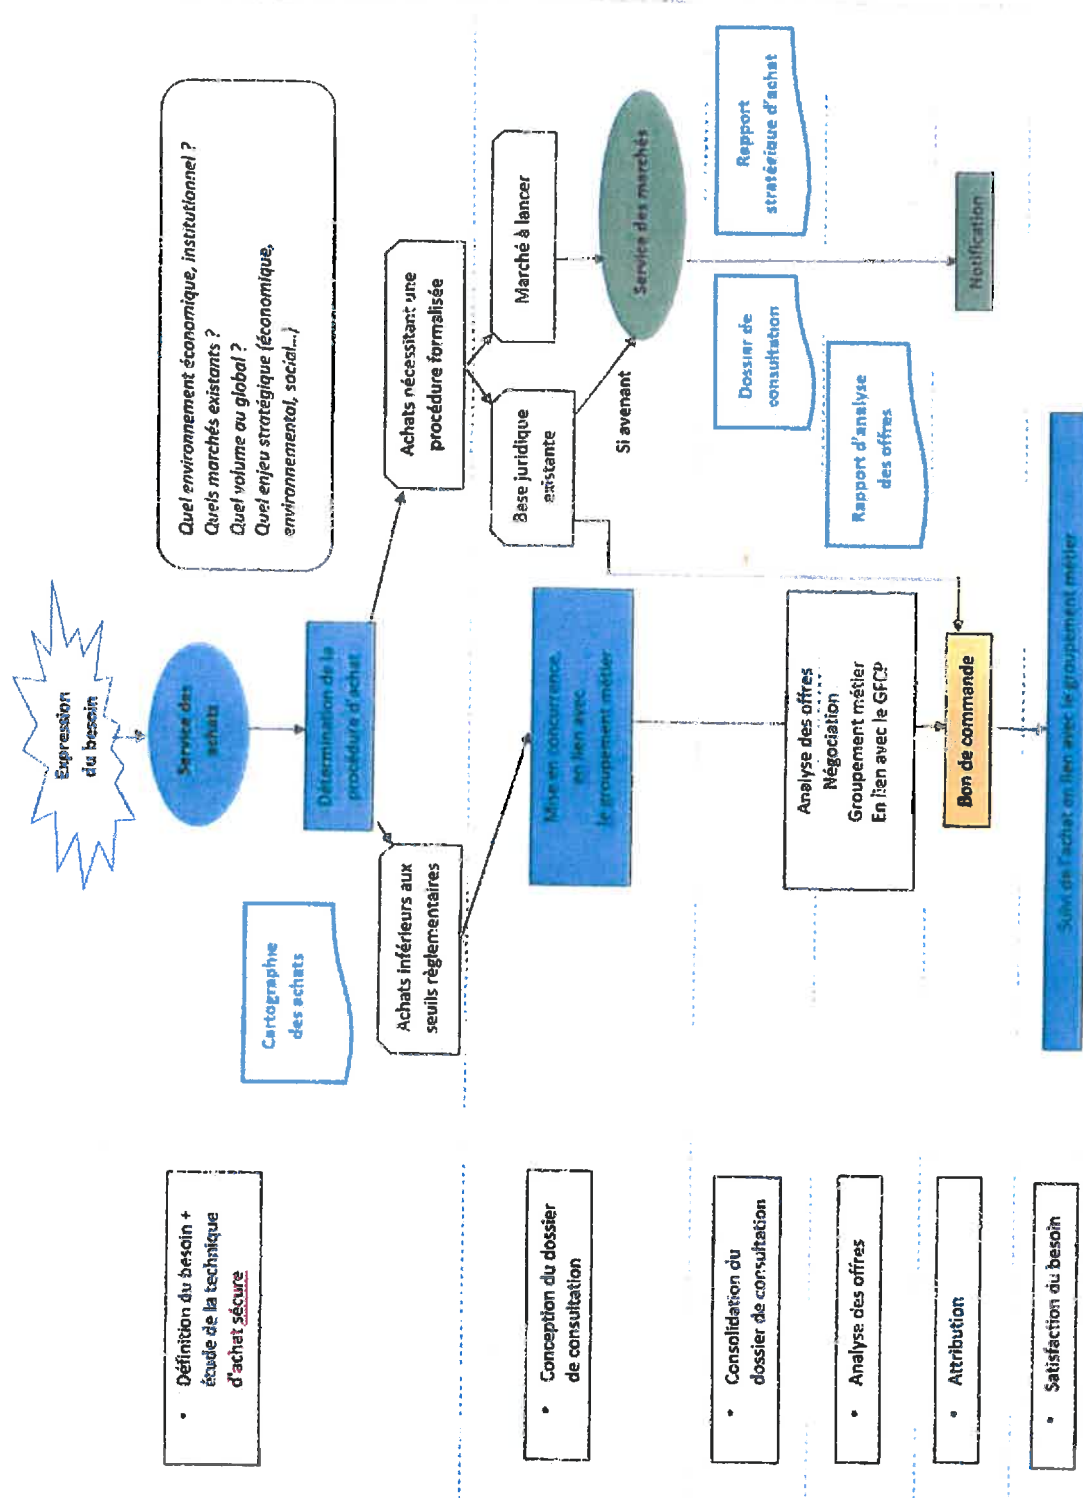 Expression
du besoin
Service des
achats
Quel environnement économique, institutionnel ?
Quels marchés existants ?
Quel volume au global ?
Quel enjeu stratégique (économique,
environnemental, social...)
Définition du besoin +
étude de la technique
d'achat sécure
Cartographie
des achats
Détermination de la
procédure d'achat
Achats inférieurs aux
seuils règlementaires
Achats nécessitant une
procédure formalisée
Conception du dossier
de consultation
Mise en concurrence,
en lien avec
le groupement métier
Base juridique
existante
Marché à lancer
Si avenant
Service des marchés
Consolidation du
dossier de consultation
Dossier de
consultation
Rapport
stratégique d'achat
Analyse des offres
Analyse des offres
Négociation
Groupement métier
En lien avec le GFCP
Rapport d'analyse
des offres
Attribution
Bon de commande
Notification
Satisfaction du besoin
Suivi de l'achat en lien avec le groupement métier